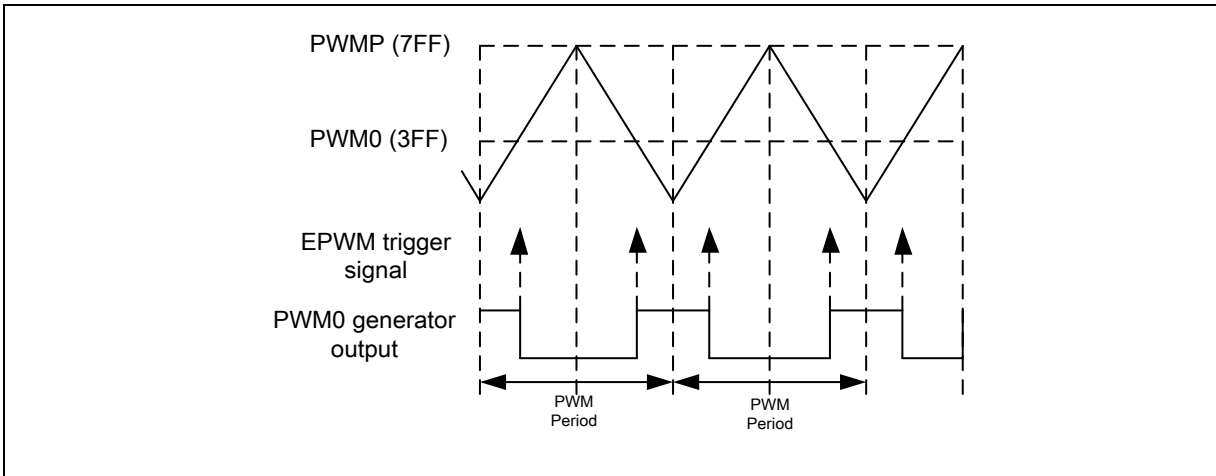 PWMP (7FF)
PWM0 (3FF)
EPWM trigger
signal
PWM0 generator
output
PWM
Period
PWM
Period